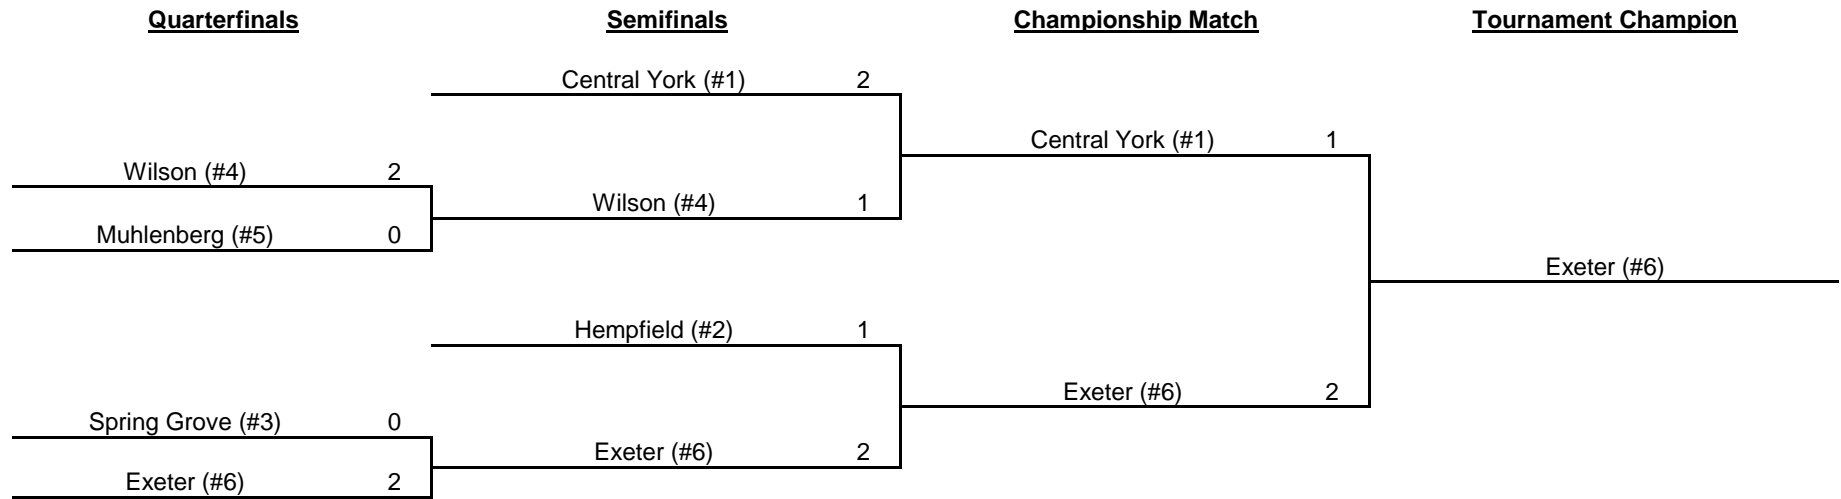 Quarterfinals Semifinals Championship Match Tournament Champion
Central York (#1) 2
Central York (#1) 1
Wilson (#4) 2
Wilson (#4) 1
Muhlenberg (#5) 0
Exeter (#6)
Hempfield (#2) 1
Exeter (#6) 2
Spring Grove (#3) 0
Exeter (#6) 2
Exeter (#6) 2